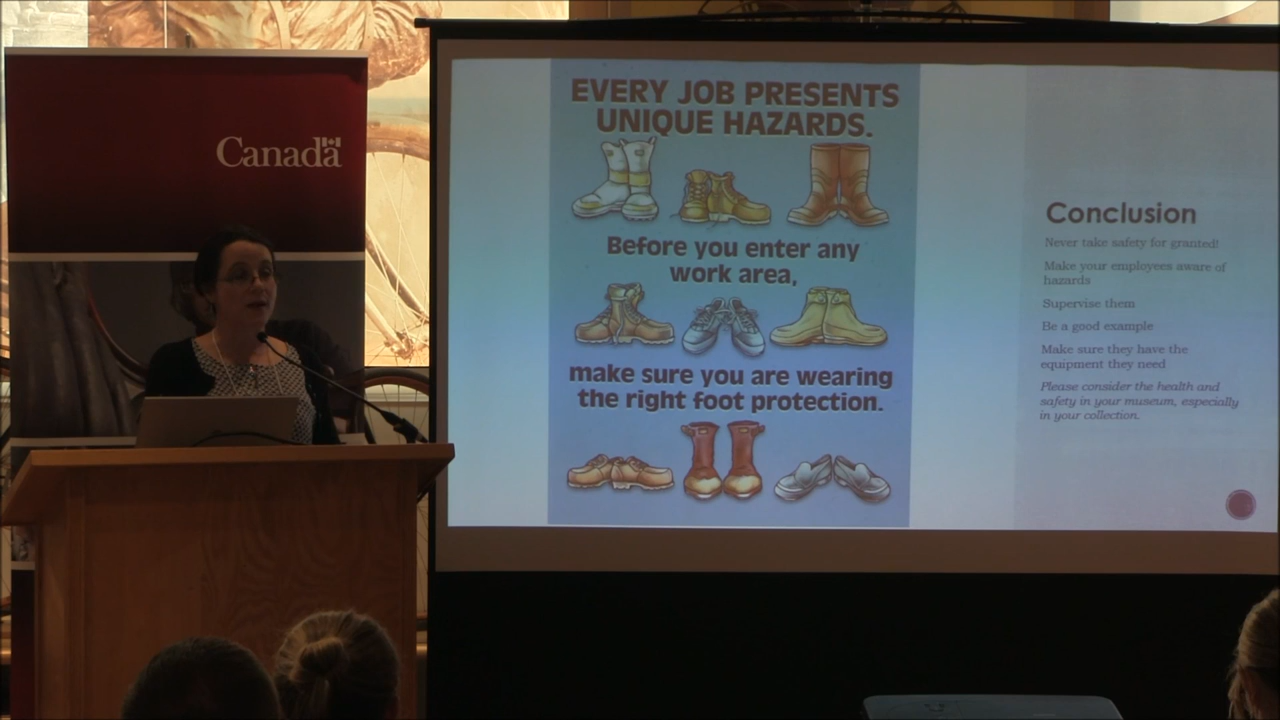 Canada
EVERY JOB PRESENTS
UNIQUE HAZARDS.
Before you enter any
work area,
make sure you are wearing
the right foot protection.
Conclusion
Never take safety for granted!
Make your employees aware of
hazards
Supervise them
Be a good example
Make sure they have the
equipment they need
Please consider the health and
safety in your museum, especially
in your collection.